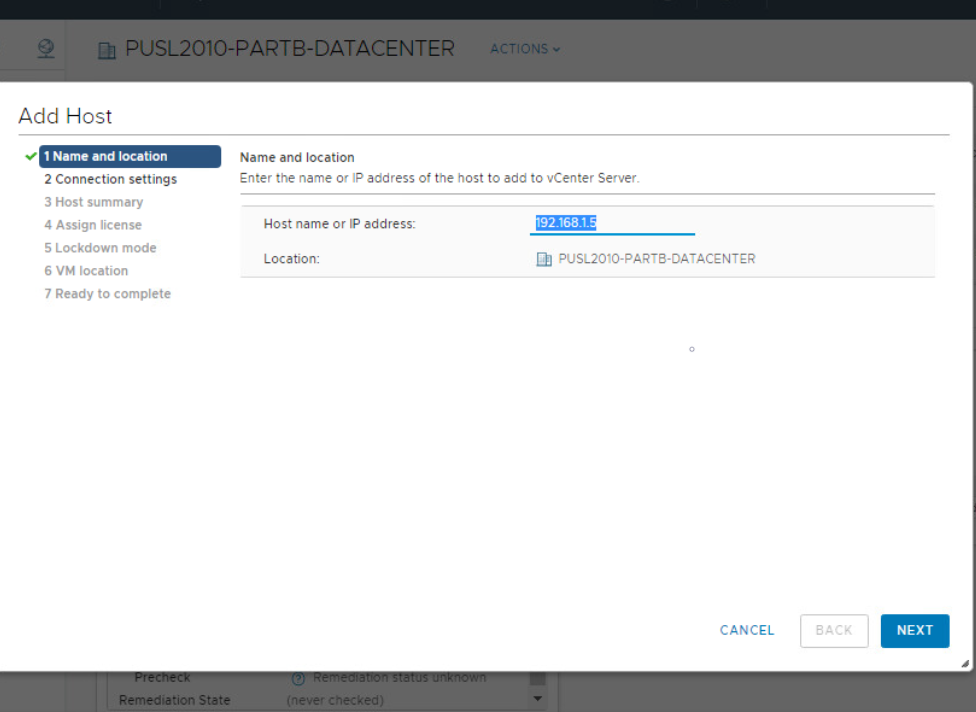 PUSL2010-PARTB-DATACENTER ACTIONS
Add Host
1 Name and location
2 Connection settings
3 Host summary
4 Assign license
5 Lockdown mode
6 VM location
7 Ready to complete
Name and location
Enter the name or IP address of the host to add to vCenter Server.
Host name or IP address: 192.168.1.5
Location: PUSL2010-PARTB-DATACENTER
CANCEL BACK NEXT
Precheck Remediation status unknown
Remediation State (never checked)